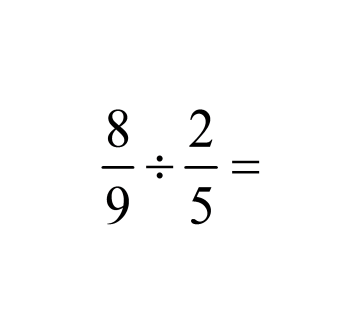 8/9 ÷ 2/5 =